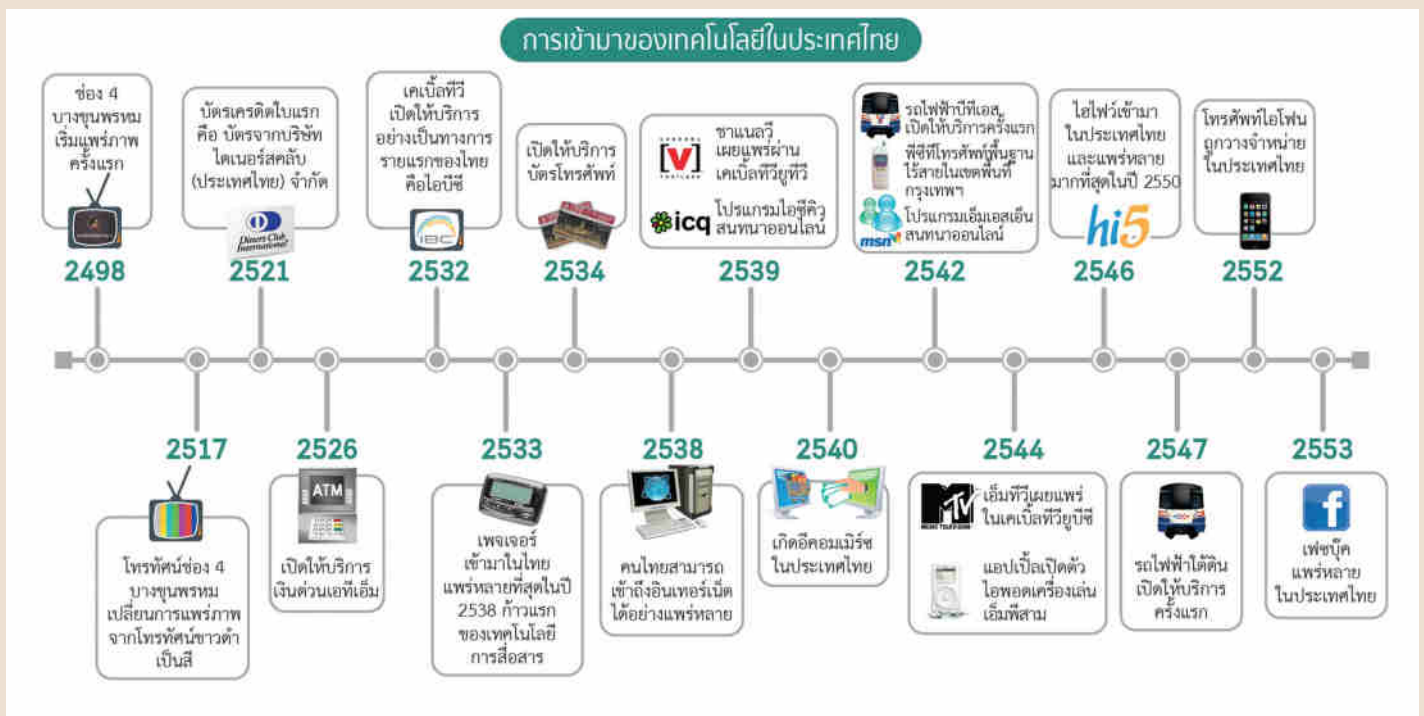 การเข้ามาของเทคโนโลยีในประเทศไทย
ช่อง 4
บางขุนพรหม
เริ่มแพร่ภาพ
ครั้งแรก
2498
บัตรเครดิตใบแรก
คือ บัตรจากบริษัท
ไดเนอร์สคลับ
(ประเทศไทย) จำกัด
Diners Club
International
2521
เคเบิ้ลทีวี
เปิดให้บริการ
อย่างเป็นทางการ
รายแรกของไทย
คือไอบีซี
IBC
2532
เปิดให้บริการ
บัตรโทรศัพท์
2534
CHANNEL
[V]
THAILAND
ชาแนลวี
เผยแพร่ผ่าน
เคเบิ้ลทีวียูทีวี
icq
โปรแกรมไอซีคิว
สนทนาออนไลน์
2539
รถไฟฟ้าบีทีเอส
เปิดให้บริการครั้งแรก
พีซีทีโทรศัพท์พื้นฐาน
ไร้สายในเขตพื้นที่
กรุงเทพฯ
msn
โปรแกรมเอ็มเอสเอ็น
สนทนาออนไลน์
2542
ไฮไฟว์เข้ามา
ในประเทศไทย
และแพร่หลาย
มากที่สุดในปี 2550
hi5
2546
โทรศัพท์ไอโฟน
ถูกวางจำหน่าย
ในประเทศไทย
2552
2517
โทรทัศน์ช่อง 4
บางขุนพรหม
เปลี่ยนการแพร่ภาพ
จากโทรทัศน์ขาวดำ
เป็นสี
2526
ATM
เปิดให้บริการ
เงินด่วนเอทีเอ็ม
2533
เพจเจอร์
เข้ามาในไทย
แพร่หลายที่สุดในปี
2538 ก้าวแรก
ของเทคโนโลยี
การสื่อสาร
2538
คนไทยสามารถ
เข้าถึงอินเทอร์เน็ต
ได้อย่างแพร่หลาย
2540
เกิดอีคอมเมิร์ซ
ในประเทศไทย
2544
MTV
MUSIC TELEVISION
เอ็มทีวีเผยแพร่
ในเคเบิ้ลทีวียูบีซี
แอปเปิ้ลเปิดตัว
ไอพอดเครื่องเล่น
เอ็มพีสาม
2547
รถไฟฟ้าใต้ดิน
เปิดให้บริการ
ครั้งแรก
2553
f
เฟซบุ๊ค
แพร่หลาย
ในประเทศไทย